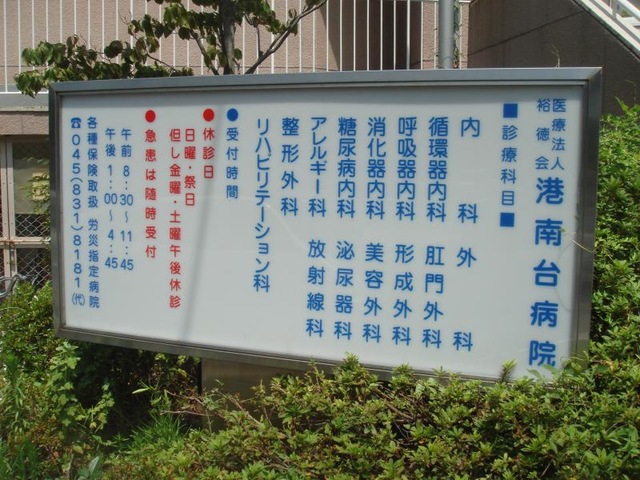 医療法人
裕徳会
港南台病院
■診療科目■
内科 外科
循環器内科 肛門外科
呼吸器内科 形成外科
消化器内科 美容外科
糖尿病内科 泌尿器科
アレルギー科 放射線科
整形外科
リハビリテーション科
●受付時間
●休診日
日曜・祭日
但し金曜・土曜午後休診
●急患は随時受付
午前8:30〜11:45
午後1:00〜4:45
各種保険取扱 労災指定病院
☎045(831)8181(代)